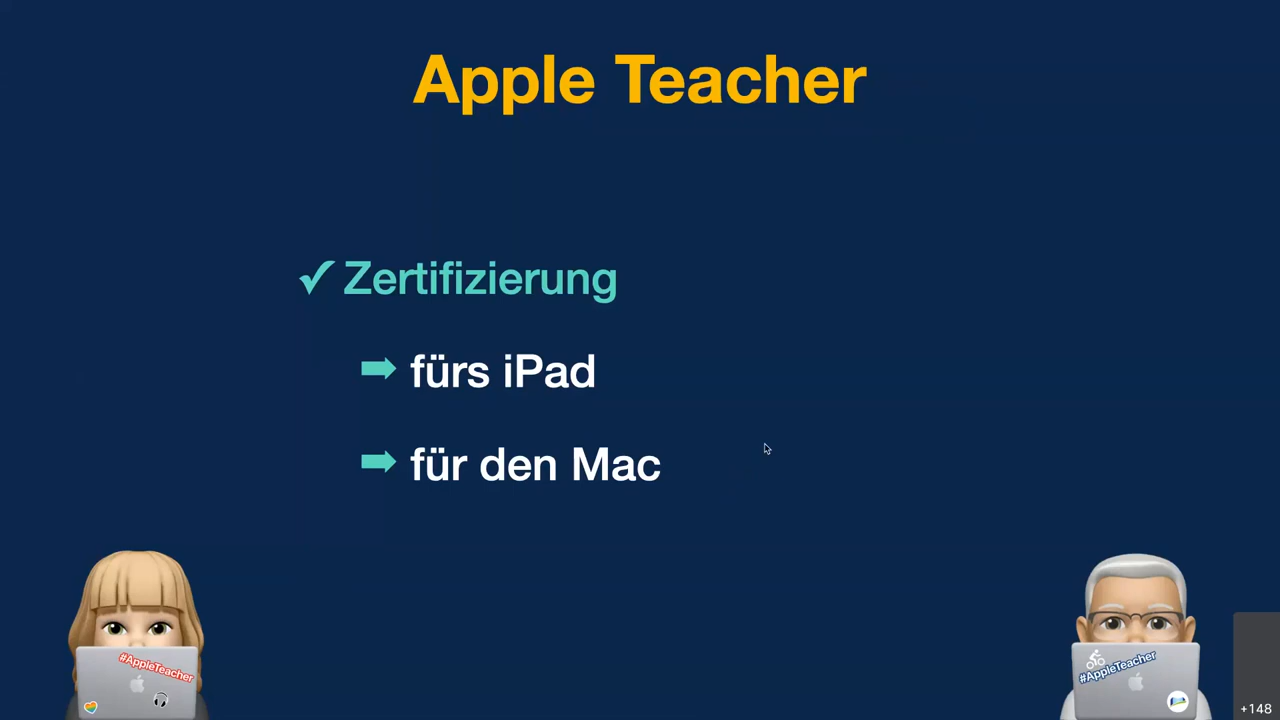 Apple Teacher
✓ Zertifizierung
➡ fürs iPad
➡ für den Mac
#AppleTeacher
#AppleTeacher
+148